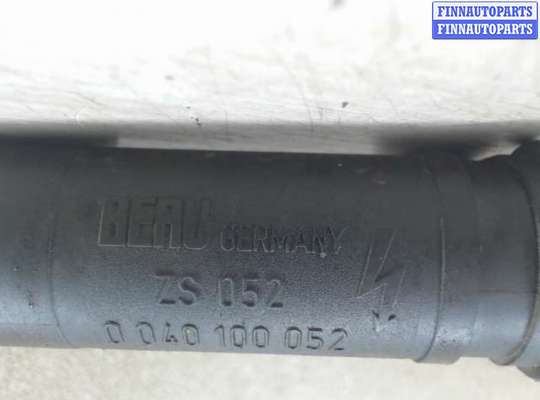 FINNAUTOPARTS
FINNAUTOPARTS
BERU GERMANY
ZS 052
0 040 100 052